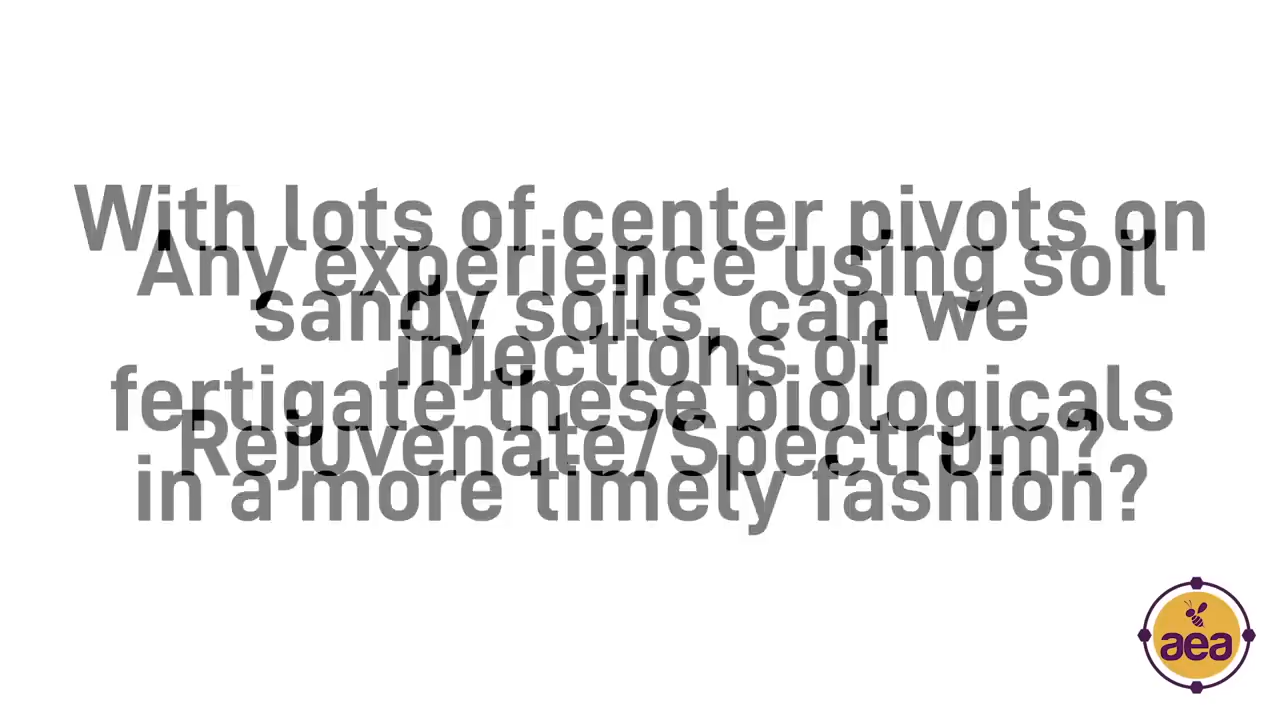 With lots of center pivots on
Any experience using soil
sandy soils, can we
injections of
fertigate these biologicals
Rejuvenate/Spectrum?
in a more timely fashion?
aea